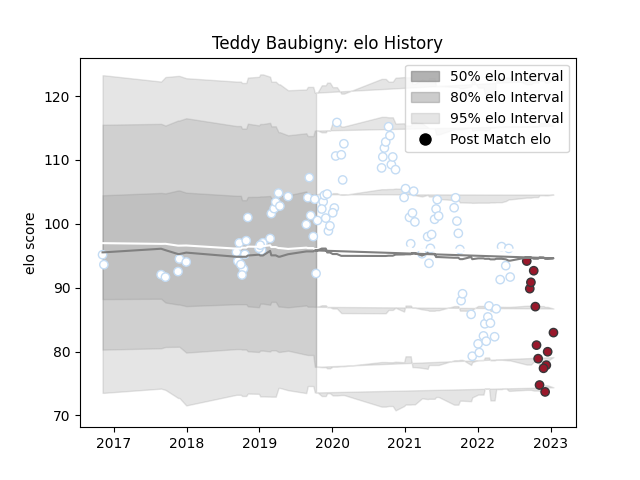 Teddy Baubigny: elo History
50% elo Interval
80% elo Interval
95% elo Interval
Post Match elo
elo score
120
110
100
90
80
70
2017 2018 2019 2020 2021 2022 2023